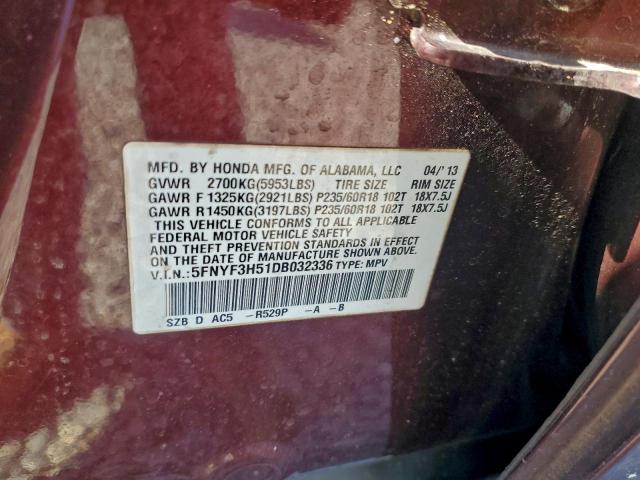 MFD. BY HONDA MFG. OF ALABAMA, LLC 04/'13
GVWR 2700KG(5953LBS) TIRE SIZE RIM SIZE
GAWR F 1325KG(2921LBS) P235/60R18 102T 18X7.5J
GAWR R 1450KG(3197LBS) P235/60R18 102T 18X7.5J
THIS VEHICLE CONFORMS TO ALL APPLICABLE
FEDERAL MOTOR VEHICLE SAFETY
AND THEFT PREVENTION STANDARDS IN EFFECT
ON THE DATE OF MANUFACTURE SHOWN ABOVE.
V.I.N.: 5FNYF3H51DB032336 TYPE: MPV
SZB D AC5 -R529P -A -B